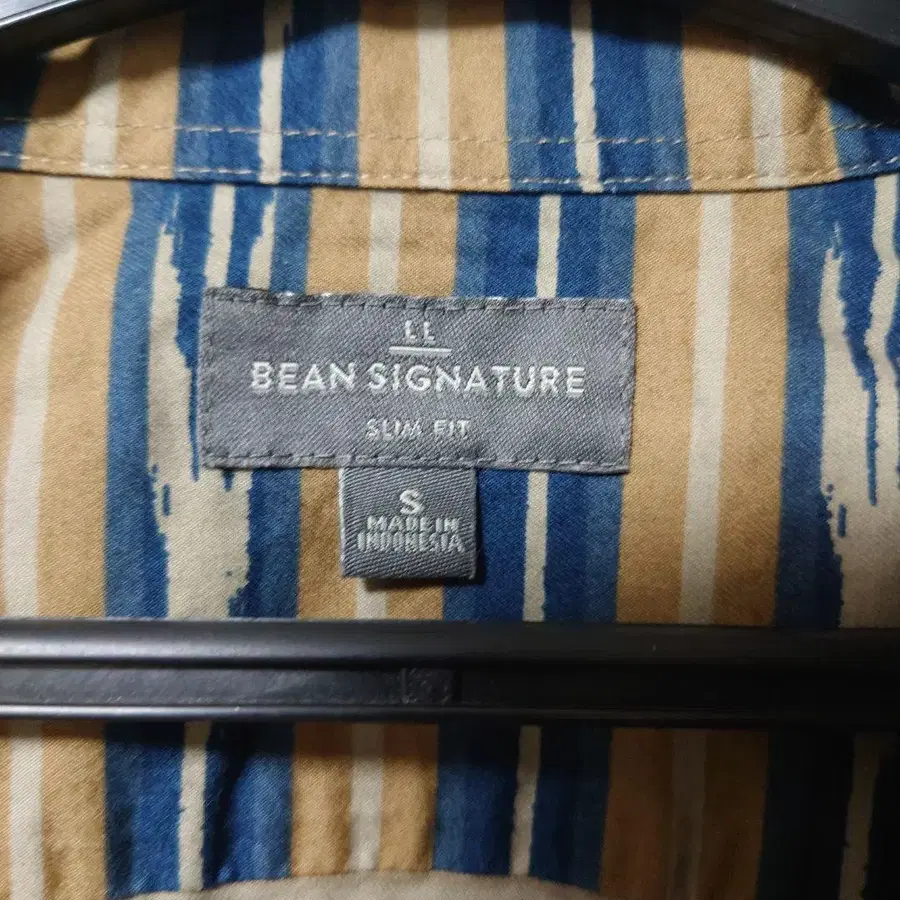 LL
BEAN SIGNATURE
SLIM FIT
S
MADE IN
INDONESIA